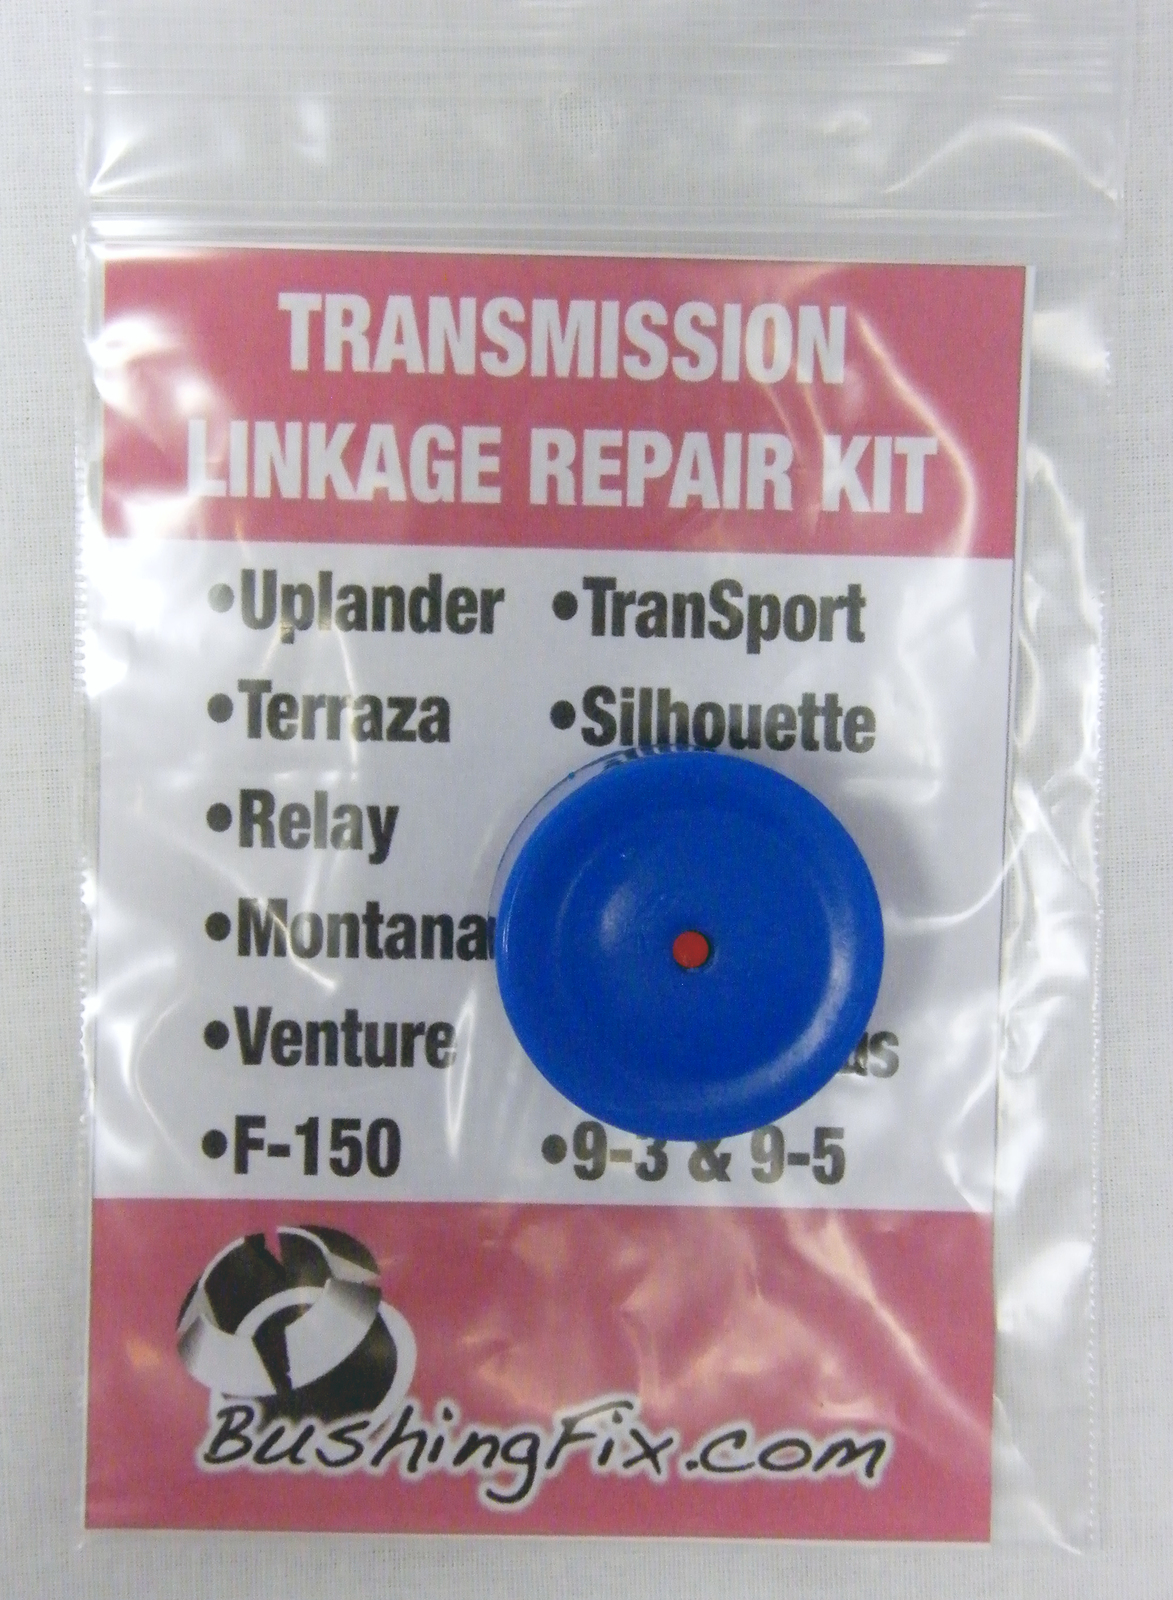 TRANSMISSION
LINKAGE REPAIR KIT
•Uplander
•Terraza
•Relay
•Montana
•Venture
•F-150
•TranSport
•Silhouette
•9-3 & 9-5
BushingFix.com